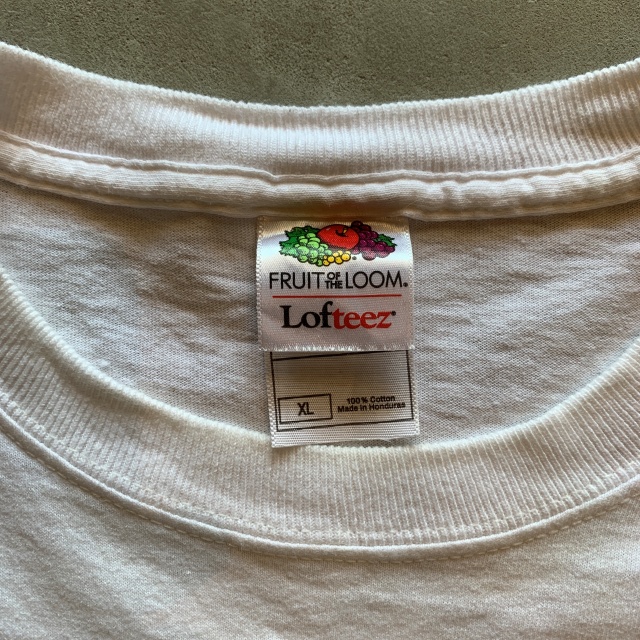 FRUIT OF THE LOOM®
Lofteez®
XL
100% Cotton
Made in Honduras